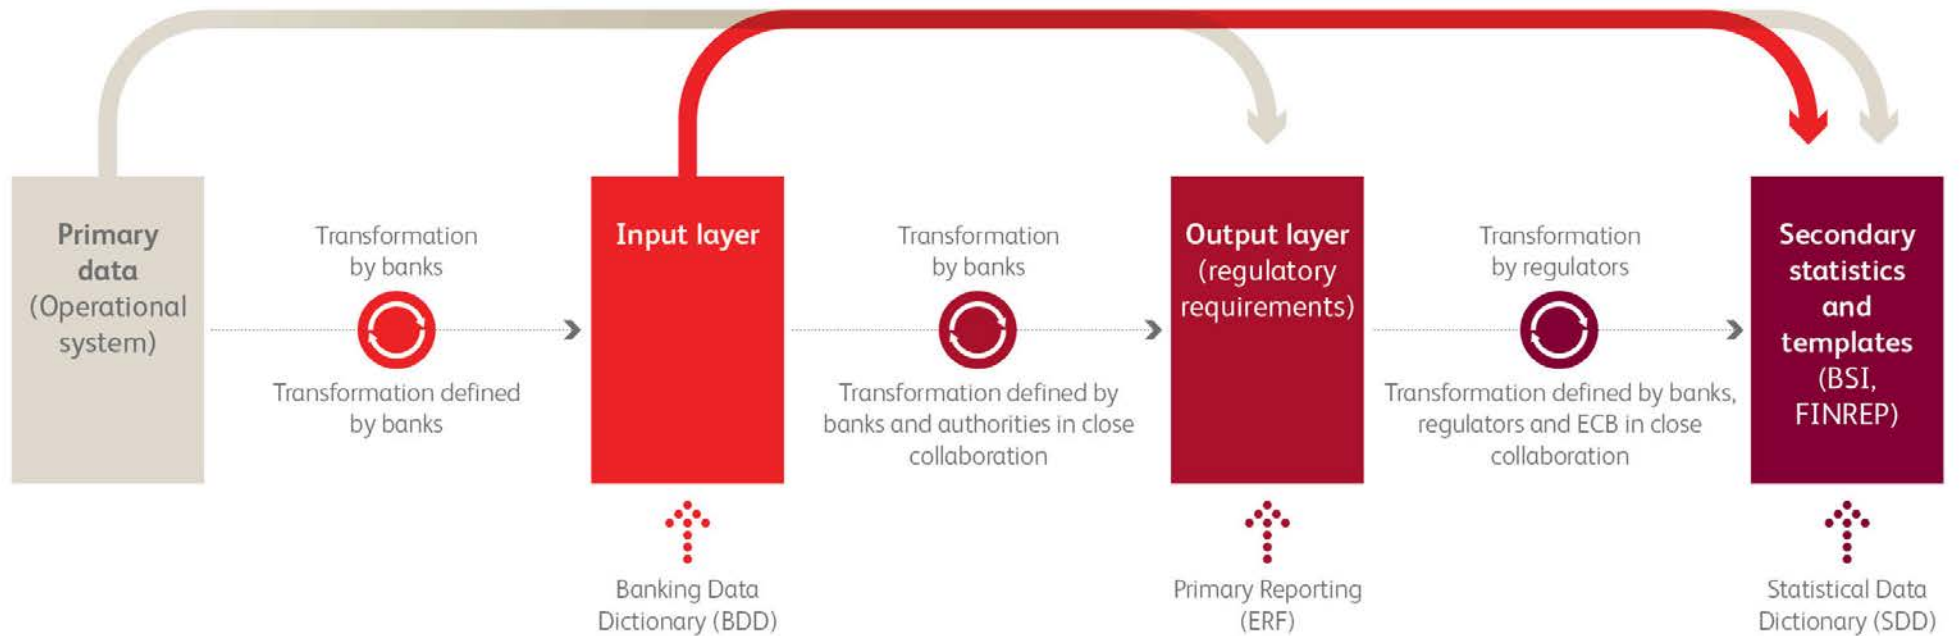 Primary
data
(Operational
system)
Transformation
by banks
Transformation defined
by banks
Input layer
Banking Data
Dictionary (BDD)
Transformation
by banks
Transformation defined by
banks and authorities in close
collaboration
Output layer
(regulatory
requirements)
Primary Reporting
(ERF)
Transformation
by regulators
Transformation defined by banks,
regulators and ECB in close
collaboration
Secondary
statistics
and
templates
(BSI,
FINREP)
Statistical Data
Dictionary (SDD)